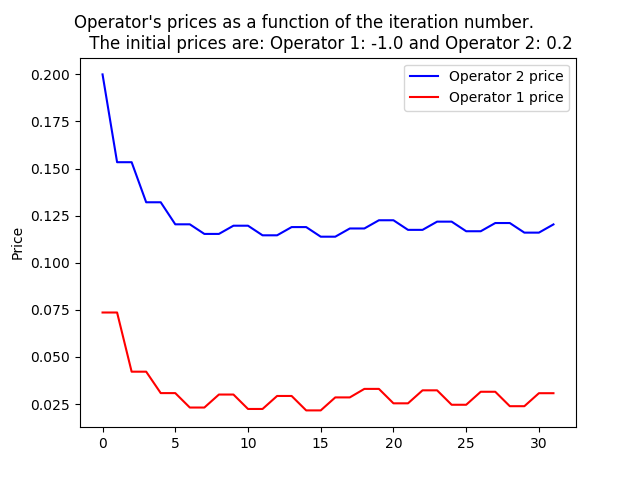 Operator's prices as a function of the iteration number.
The initial prices are: Operator 1: -1.0 and Operator 2: 0.2
Operator 2 price
Operator 1 price
Price
0.200
0.175
0.150
0.125
0.100
0.075
0.050
0.025
0 5 10 15 20 25 30